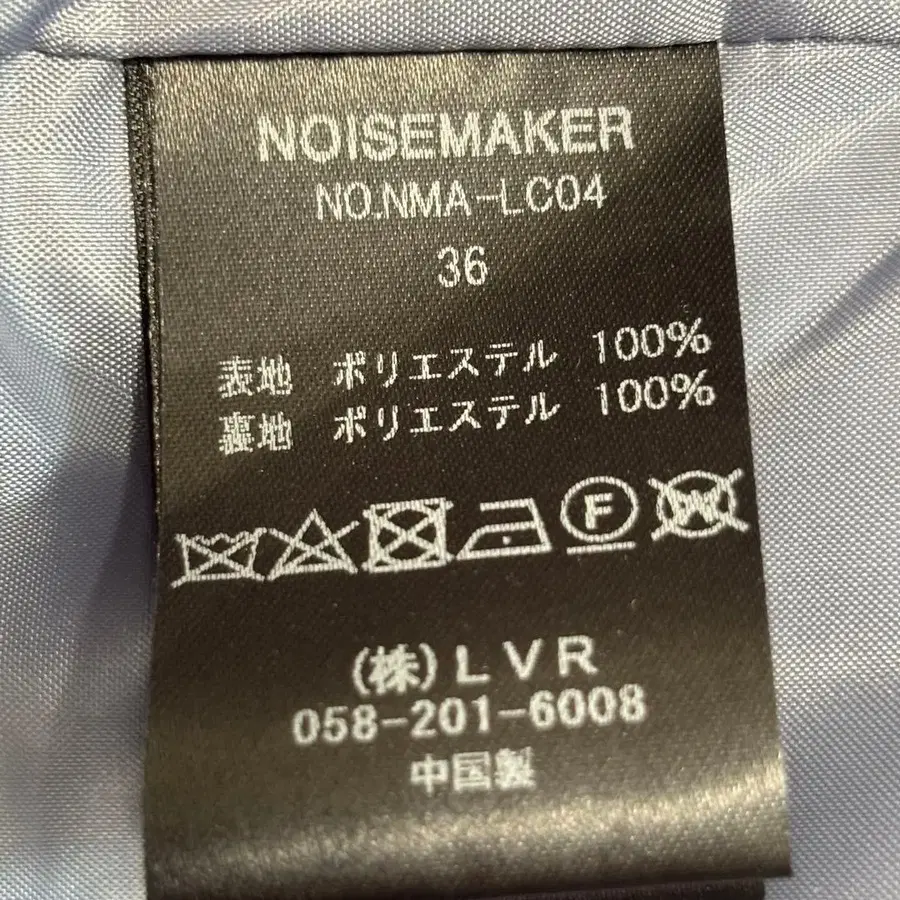 NOISEMAKER
NO.NMA-LC04
36
表地 ポリエステル 100%
裏地 ポリエステル 100%
F W
(株)LVR
058-201-6008
中国製